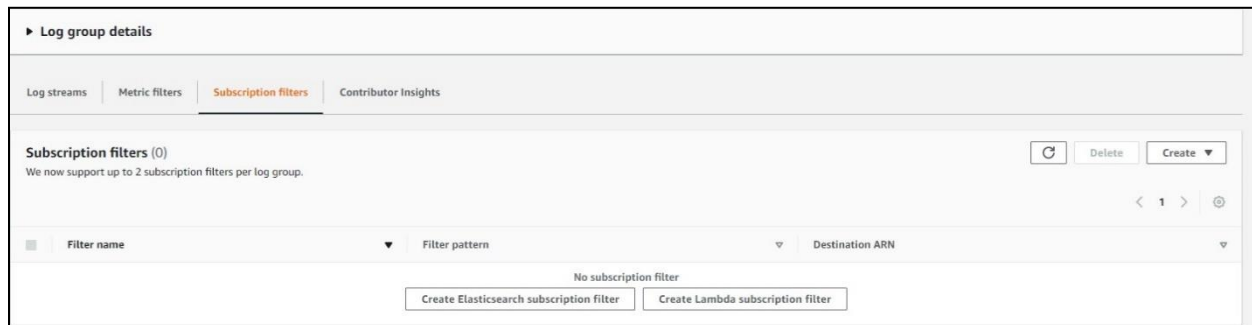 Log group details
Log streams Metric filters Subscription filters Contributor Insights
Subscription filters (0)
Delete Create
We now support up to 2 subscription filters per log group.
1
Filter name Filter pattern Destination ARN
No subscription filter
Create Elasticsearch subscription filter Create Lambda subscription filter